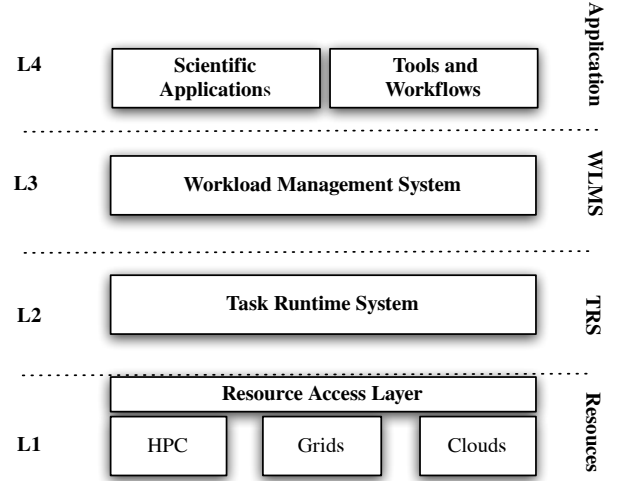 Application
L4
Scientific
Applications
Tools and
Workflows
L3
Workload Management System
WLMS
L2
Task Runtime System
TRS
Resource Access Layer
Resouces
L1
HPC
Grids
Clouds